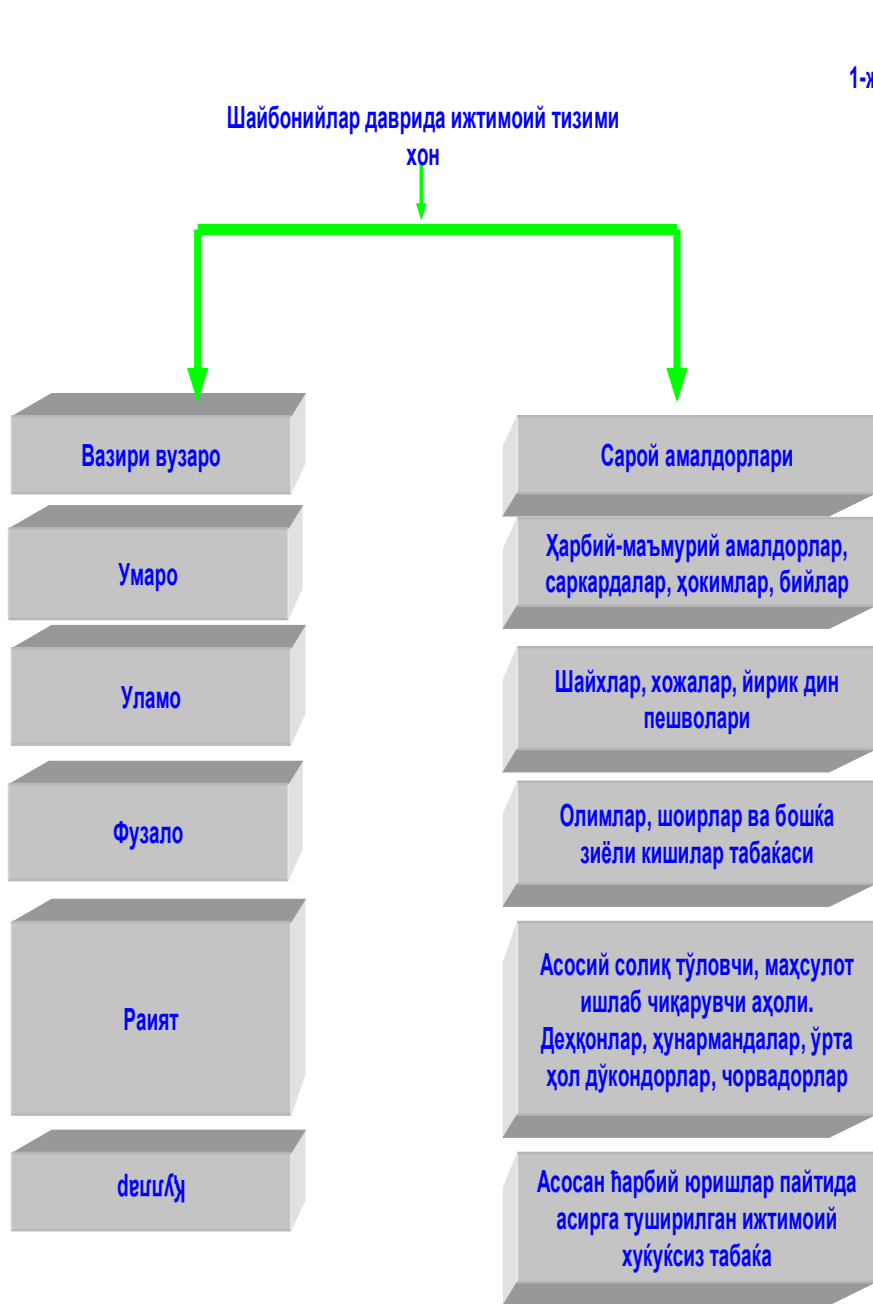 1-ж
Шайбонийлар даврида ижтимоий тизими
хон
Вазири вузаро
Сарой амалдорлари
Умаро
Ҳарбий-маъмурий амалдорлар,
саркардалар, ҳокимлар, бийлар
Уламо
Шайхлар, хожалар, йирик дин
пешволари
Фузало
Олимлар, шоирлар ва бошќа
зиёли кишилар табаќаси
Раият
Асосий солиқ тўловчи, маҳсулот
ишлаб чиқарувчи аҳоли.
Деҳқонлар, ҳунармандалар, ўрта
ҳол дўкондорлар, чорвадорлар
Қуллар
Асосан ћарбий юришлар пайтида
асирга туширилган ижтимоий
хуќуќсиз табаќа